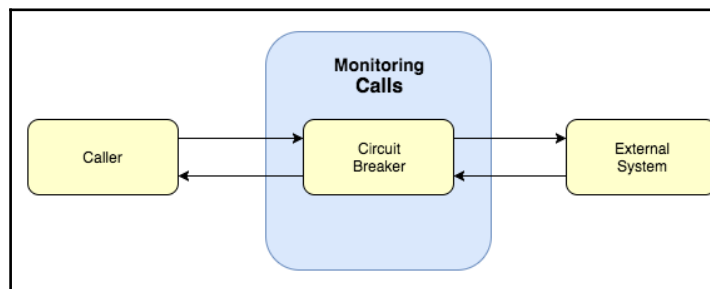 Monitoring
Calls
Caller
Circuit
Breaker
External
System